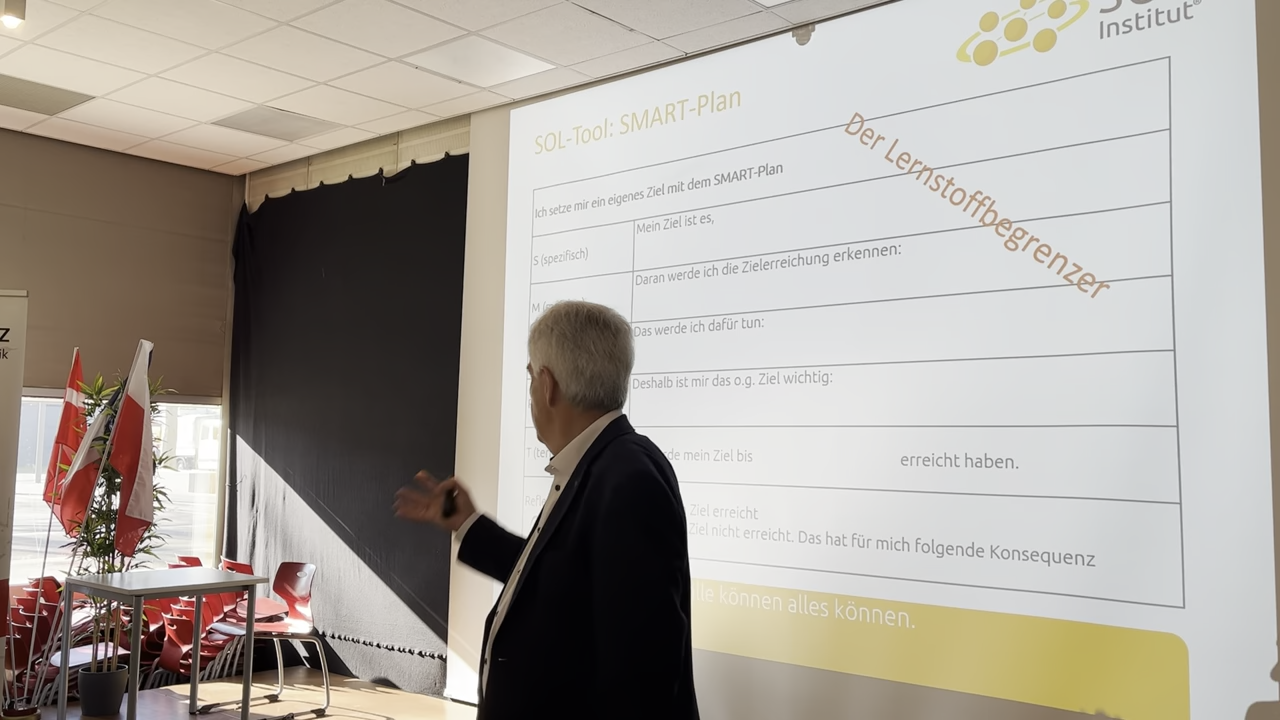 Institut®
SOL-Tool: SMART-Plan
Der Lernstoffbegrenzer
Ich setze mir ein eigenes Ziel mit dem SMART-Plan
S (spezifisch)
Mein Ziel ist es,
M
Daran werde ich die Zielerreichung erkennen:
Das werde ich dafür tun:
Deshalb ist mir das o.g. Ziel wichtig:
T mein Ziel bis erreicht haben.
Ziel erreicht
Ziel nicht erreicht. Das hat für mich folgende Konsequenz
können alles können.